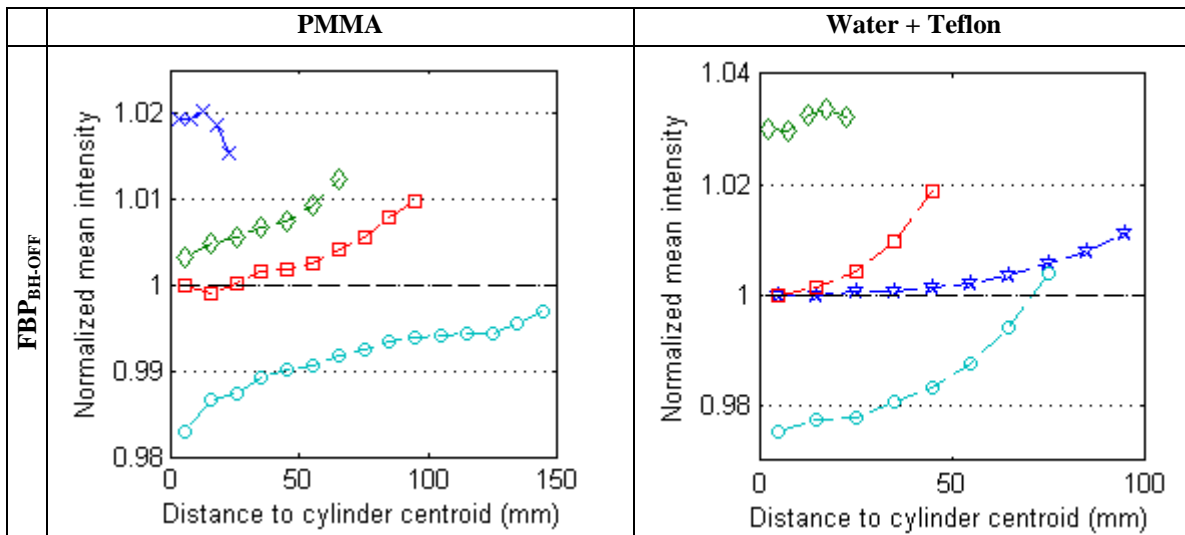 PMMA
Water + Teflon
FBP BH-OFF
Normalized mean intensity
1.02
1.01
1
0.99
0.98
0
50
100
150
Distance to cylinder centroid (mm)
Normalized mean intensity
1.04
1.02
1
0.98
0
50
100
Distance to cylinder centroid (mm)